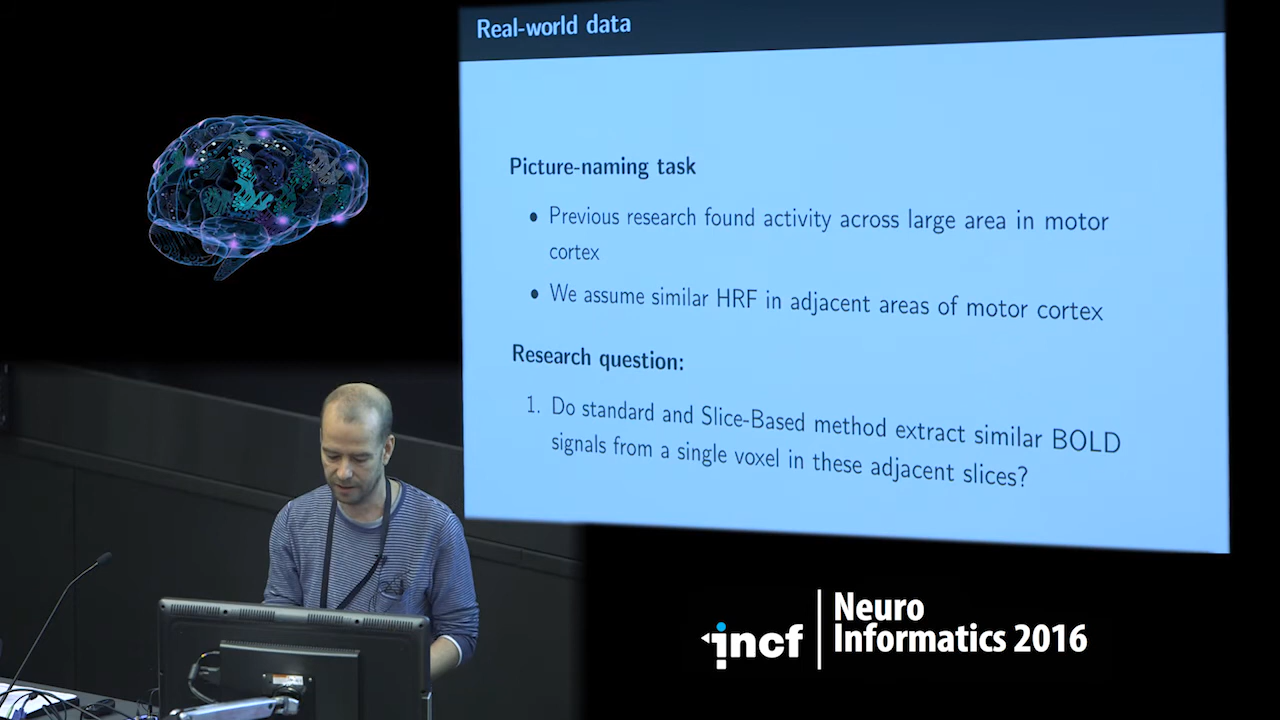 Real-world data
Picture-naming task
• Previous research found activity across large area in motor
cortex
• We assume similar HRF in adjacent areas of motor cortex
Research question:
1. Do standard and Slice-Based method extract similar BOLD
signals from a single voxel in these adjacent slices?
incf
Neuro
Informatics 2016